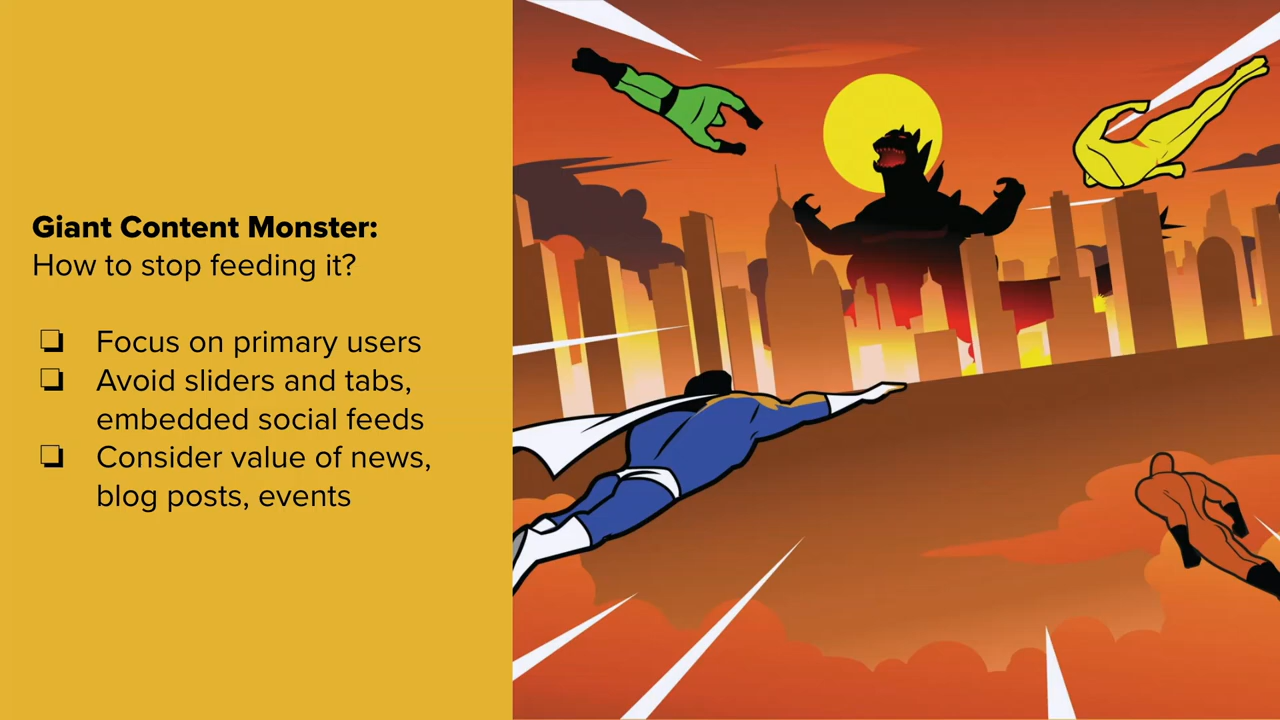 Giant Content Monster:
How to stop feeding it?
❏ Focus on primary users
❏ Avoid sliders and tabs,
embedded social feeds
❏ Consider value of news,
blog posts, events